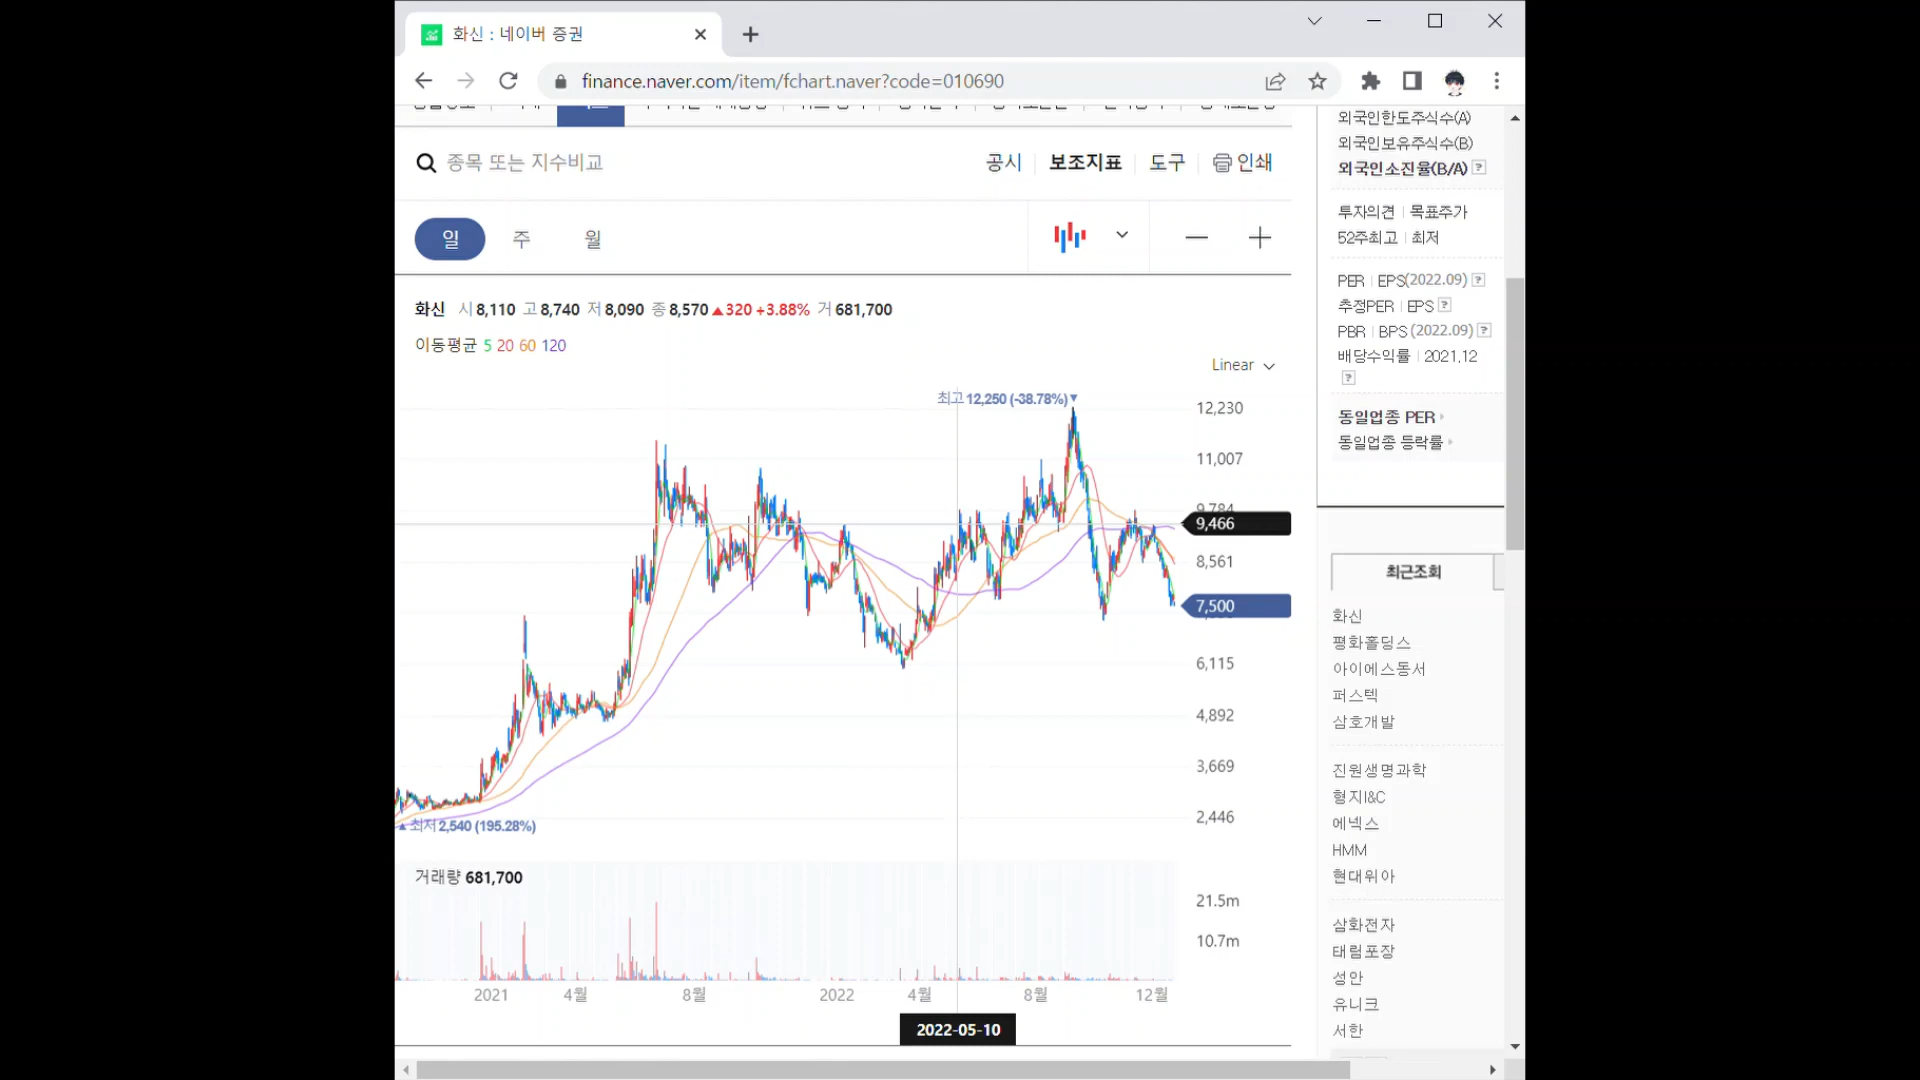 화신 : 네이버 증권
finance.naver.com/item/fchart.naver?code=010690
종목 또는 지수비교
공시 보조지표 도구 인쇄
일 주 월
화신 시 8,110 고 8,740 저 8,090 종 8,570 ▲320 +3.88% 거 681,700
이동평균 5 20 60 120
Linear
최고 12,250 (-38.78%)▼
12,230
11,007
9,784
9,466
8,561
7,500
6,115
4,892
3,669
2,446
▲최저 2,540 (195.28%)
거래량 681,700
21.5m
10.7m
2021 4월 8월 2022 4월 8월 12월
2022-05-10
외국인한도주식수(A)
외국인보유주식수(B)
외국인소진율(B/A) ?
투자의견 | 목표주가
52주최고 | 최저
PER | EPS(2022.09) ?
추정PER | EPS ?
PBR | BPS (2022.09) ?
배당수익률 | 2021.12
?
동일업종 PER
동일업종 등락률
최근조회
화신
평화홀딩스
아이에스동서
퍼스텍
삼호개발
진원생명과학
형지I&C
에넥스
HMM
현대위아
삼화전자
태림포장
성안
유니크
서한